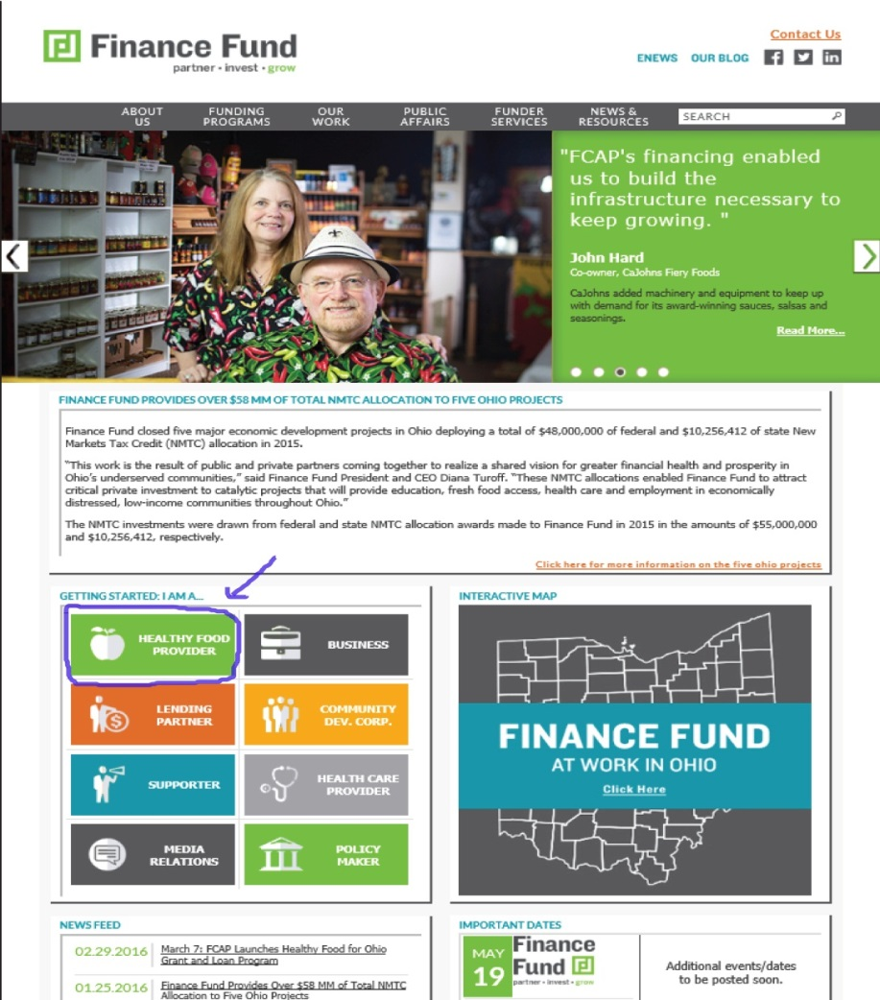 Contact Us
Finance Fund
partner • invest • grow
ENEWS OUR BLOG
ABOUT US
FUNDING PROGRAMS
OUR WORK
PUBLIC AFFAIRS
FUNDER SERVICES
NEWS & RESOURCES
SEARCH
"FCAP's financing enabled
us to build the
infrastructure necessary to
keep growing. "
John Hard
Co-owner, CaJohns Fiery Foods
CaJohns added machinery and equipment to keep up
with demand for its award-winning sauces, salsas and
seasonings.
Read More...
FINANCE FUND PROVIDES OVER $58 MM OF TOTAL NMTC ALLOCATION TO FIVE OHIO PROJECTS
Finance Fund closed five major economic development projects in Ohio deploying a total of $48,000,000 of federal and $10,256,412 of state New
Markets Tax Credit (NMTC) allocation in 2015.
"This work is the result of public and private partners coming together to realize a shared vision for greater financial health and prosperity in
Ohio's underserved communities," said Finance Fund President and CEO Diana Turoff. "These NMTC allocations enabled Finance Fund to attract
critical private investment to catalytic projects that will provide education, fresh food access, health care and employment in economically
distressed, low-income communities throughout Ohio."
The NMTC investments were drawn from federal and state NMTC allocation awards made to Finance Fund in 2015 in the amounts of $55,000,000
and $10,256,412, respectively.
Click here for more information on the five ohio projects
GETTING STARTED: I AM A...
HEALTHY FOOD
PROVIDER
BUSINESS
LENDING
PARTNER
COMMUNITY
DEV. CORP.
SUPPORTER
HEALTH CARE
PROVIDER
MEDIA
RELATIONS
POLICY
MAKER
INTERACTIVE MAP
FINANCE FUND
AT WORK IN OHIO
Click Here
NEWS FEED
02.29.2016
March 7: FCAP Launches Healthy Food for Ohio
Grant and Loan Program
01.25.2016
Finance Fund Provides Over $58 MM of Total NMTC
Allocation to Five Ohio Projects
IMPORTANT DATES
MAY
19
Finance
Fund
partner • invest • grow
Additional events/dates
to be posted soon.